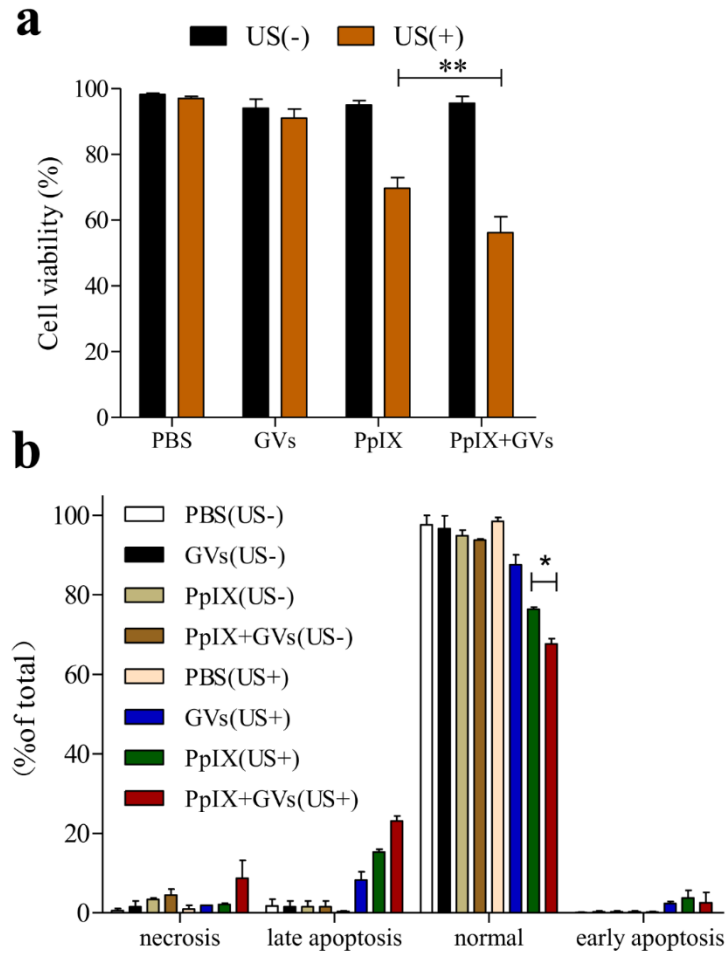 a
US(-) US(+)
**
100
80
60
40
20
0
Cell viability (%)
PBS GVs PpIX PpIX+GVs
b
100
80
60
40
20
0
(%of total)
PBS(US-)
GVs(US-)
PpIX(US-)
PpIX+GVs(US-)
PBS(US+)
GVs(US+)
PpIX(US+)
PpIX+GVs(US+)
*
necrosis late apoptosis normal early apoptosis